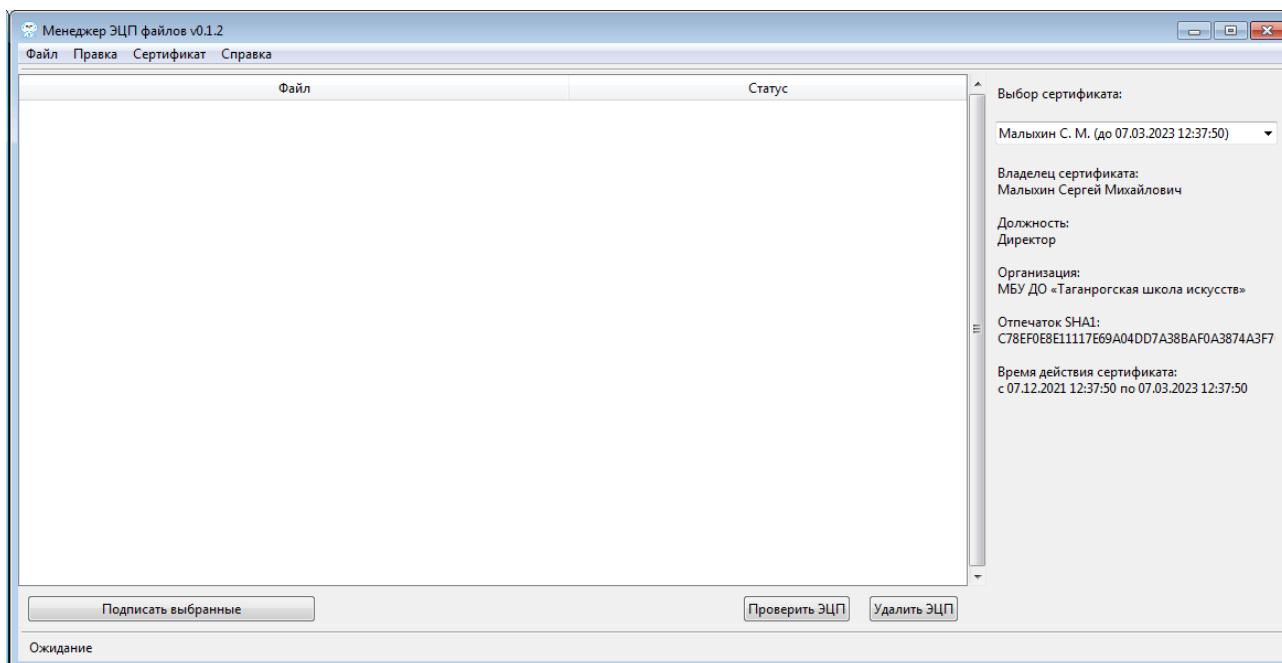 Менеджер ЭЦП файлов v0.1.2
Файл Правка Сертификат Справка
Файл Статус
Выбор сертификата:
Малыхин С. М. (до 07.03.2023 12:37:50)
Владелец сертификата:
Малыхин Сергей Михайлович
Должность:
Директор
Организация:
МБУ ДО «Таганрогская школа искусств»
Отпечаток SHA1:
C78EF0E8E11117E69A04DD7A38BAF0A3874A3F7
Время действия сертификата:
с 07.12.2021 12:37:50 по 07.03.2023 12:37:50
Подписать выбранные Проверить ЭЦП Удалить ЭЦП
Ожидание